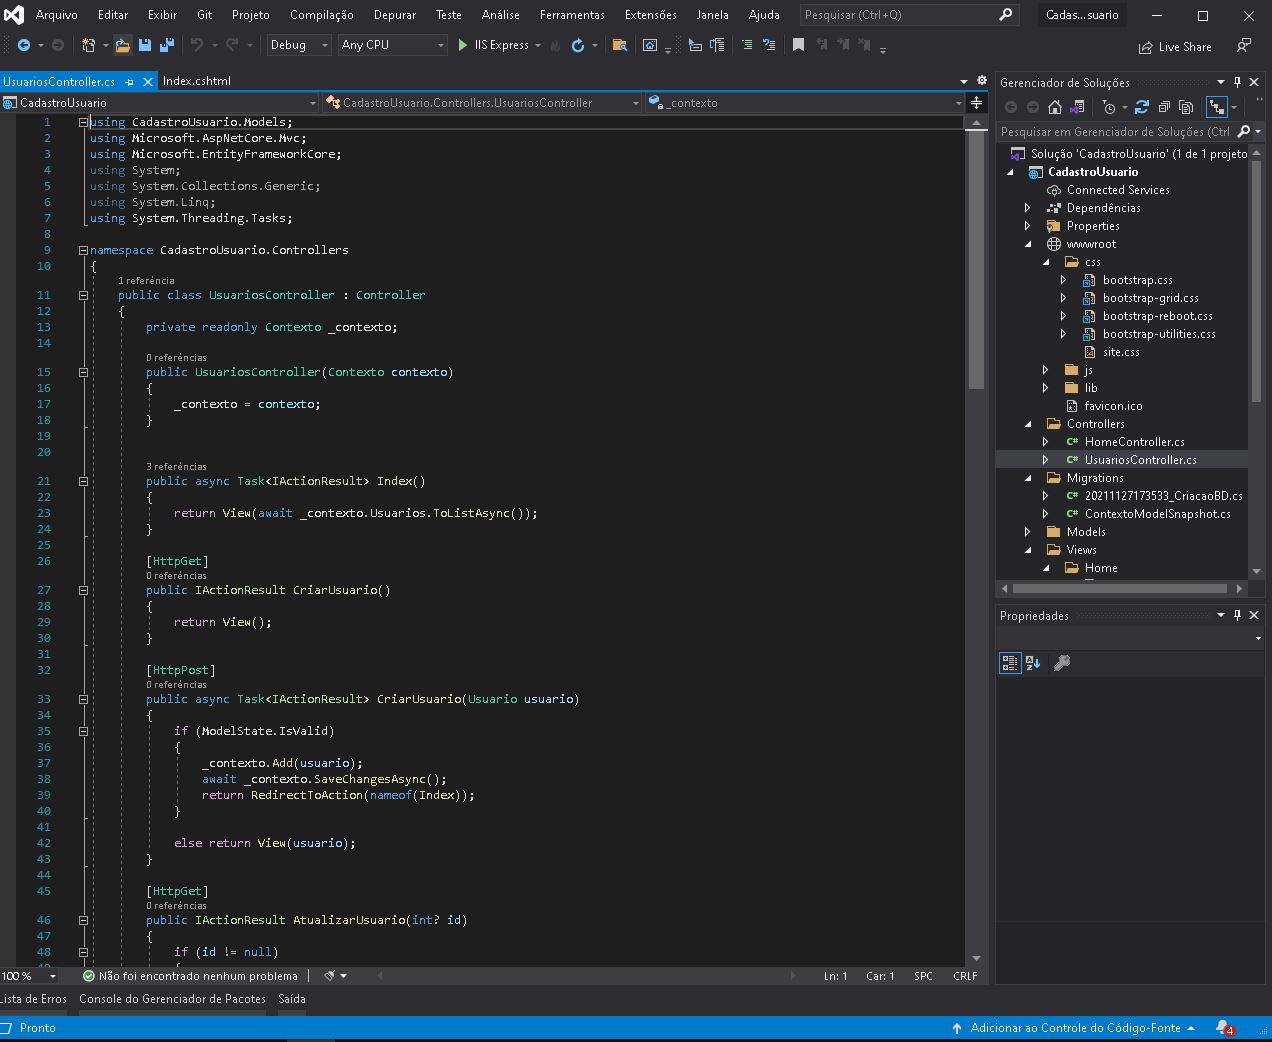 Arquivo Editar Exibir Git Projeto Compilação Depurar Teste Análise Ferramentas Extensões Janela Ajuda Pesquisar (Ctrl+Q) Cadas...suario
Debug Any CPU IIS Express Live Share
UsuariosController.cs Index.cshtml
CadastroUsuario CadastroUsuario.Controllers.UsuariosController _contexto
1 using CadastroUsuario.Models;
2 using Microsoft.AspNetCore.Mvc;
3 using Microsoft.EntityFrameworkCore;
4 using System;
5 using System.Collections.Generic;
6 using System.Linq;
7 using System.Threading.Tasks;
8
9 namespace CadastroUsuario.Controllers
10 {
1 referência
11 public class UsuariosController : Controller
12 {
13 private readonly Contexto _contexto;
14
0 referências
15 public UsuariosController(Contexto contexto)
16 {
17 _contexto = contexto;
18 }
19
20
3 referências
21 public async Task<IActionResult> Index()
22 {
23 return View(await _contexto.Usuarios.ToListAsync());
24 }
25
26 [HttpGet]
0 referências
27 public IActionResult CriarUsuario()
28 {
29 return View();
30 }
31
32 [HttpPost]
0 referências
33 public async Task<IActionResult> CriarUsuario(Usuario usuario)
34 {
35 if (ModelState.IsValid)
36 {
37 _contexto.Add(usuario);
38 await _contexto.SaveChangesAsync();
39 return RedirectToAction(nameof(Index));
40 }
41
42 else return View(usuario);
43 }
44
45 [HttpGet]
0 referências
46 public IActionResult AtualizarUsuario(int? id)
47 {
48 if (id != null)
100 % Não foi encontrado nenhum problema Ln: 1 Car: 1 SPC CRLF
Lista de Erros Console do Gerenciador de Pacotes Saída
Pronto Adicionar ao Controle do Código-Fonte 4
Gerenciador de Soluções
Pesquisar em Gerenciador de Soluções (Ctrl
Solução 'CadastroUsuario' (1 de 1 projeto
CadastroUsuario
Connected Services
Dependências
Properties
wwwroot
css
bootstrap.css
bootstrap-grid.css
bootstrap-reboot.css
bootstrap-utilities.css
site.css
js
lib
favicon.ico
Controllers
HomeController.cs
UsuariosController.cs
Migrations
20211127173533_CriacaoBD.cs
ContextoModelSnapshot.cs
Models
Views
Home
Propriedades